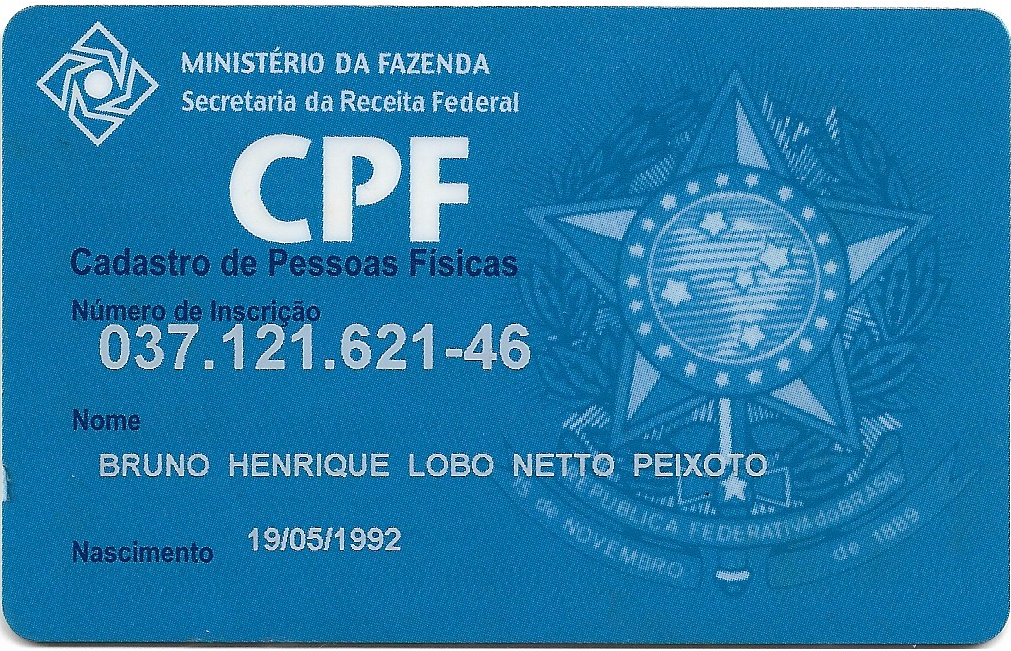 MINISTÉRIO DA FAZENDA
Secretaria da Receita Federal
CPF
Cadastro de Pessoas Físicas
Número de Inscrição
037.121.621-46
Nome
BRUNO HENRIQUE LOBO NETTO PEIXOTO
Nascimento 19/05/1992
REPÚBLICA FEDERATIVA do BRASIL
15 de NOVEMBRO de 1889